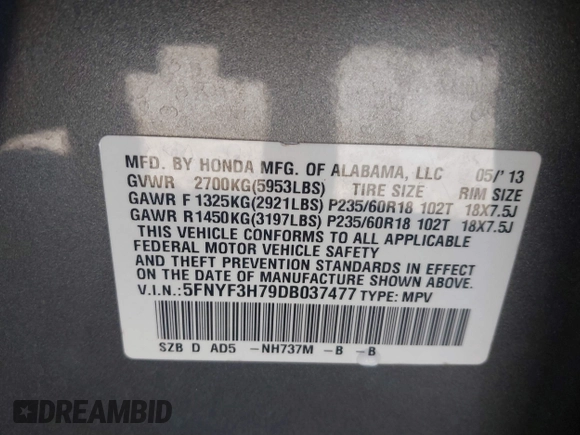 MFD. BY HONDA MFG. OF ALABAMA, LLC 05/'13
GVWR 2700KG(5953LBS) TIRE SIZE RIM SIZE
GAWR F 1325KG(2921LBS) P235/60R18 102T 18X7.5J
GAWR R 1450KG(3197LBS) P235/60R18 102T 18X7.5J
THIS VEHICLE CONFORMS TO ALL APPLICABLE
FEDERAL MOTOR VEHICLE SAFETY
AND THEFT PREVENTION STANDARDS IN EFFECT
ON THE DATE OF MANUFACTURE SHOWN ABOVE.
V.I.N.:5FNYF3H79DB037477 TYPE: MPV
SZB D AD5 -NH737M -B -B
DREAMBID